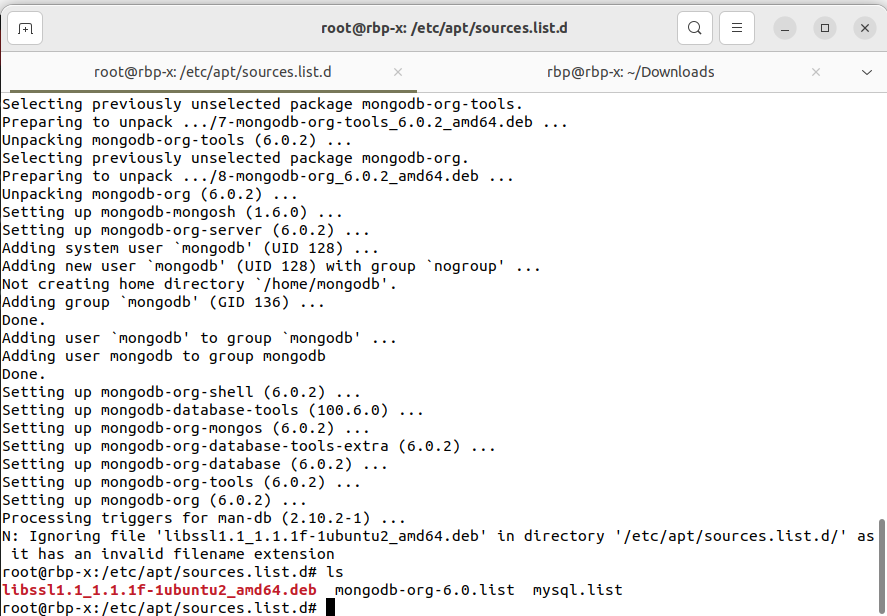 root@rbp-x: /etc/apt/sources.list.d
root@rbp-x: /etc/apt/sources.list.d
rbp@rbp-x: ~/Downloads
Selecting previously unselected package mongodb-org-tools.
Preparing to unpack .../7-mongodb-org-tools_6.0.2_amd64.deb ...
Unpacking mongodb-org-tools (6.0.2) ...
Selecting previously unselected package mongodb-org.
Preparing to unpack .../8-mongodb-org_6.0.2_amd64.deb ...
Unpacking mongodb-org (6.0.2) ...
Setting up mongodb-mongosh (1.6.0) ...
Setting up mongodb-org-server (6.0.2) ...
Adding system user `mongodb' (UID 128) ...
Adding new user `mongodb' (UID 128) with group `nogroup' ...
Not creating home directory `/home/mongodb'.
Adding group `mongodb' (GID 136) ...
Done.
Adding user `mongodb' to group `mongodb' ...
Adding user mongodb to group mongodb
Done.
Setting up mongodb-org-shell (6.0.2) ...
Setting up mongodb-database-tools (100.6.0) ...
Setting up mongodb-org-mongos (6.0.2) ...
Setting up mongodb-org-database-tools-extra (6.0.2) ...
Setting up mongodb-org-database (6.0.2) ...
Setting up mongodb-org-tools (6.0.2) ...
Setting up mongodb-org (6.0.2) ...
Processing triggers for man-db (2.10.2-1) ...
N: Ignoring file 'libssl1.1_1.1.1f-1ubuntu2_amd64.deb' in directory '/etc/apt/sources.list.d/' as
 it has an invalid filename extension
root@rbp-x:/etc/apt/sources.list.d# ls
libssl1.1_1.1.1f-1ubuntu2_amd64.deb  mongodb-org-6.0.list  mysql.list
root@rbp-x:/etc/apt/sources.list.d#